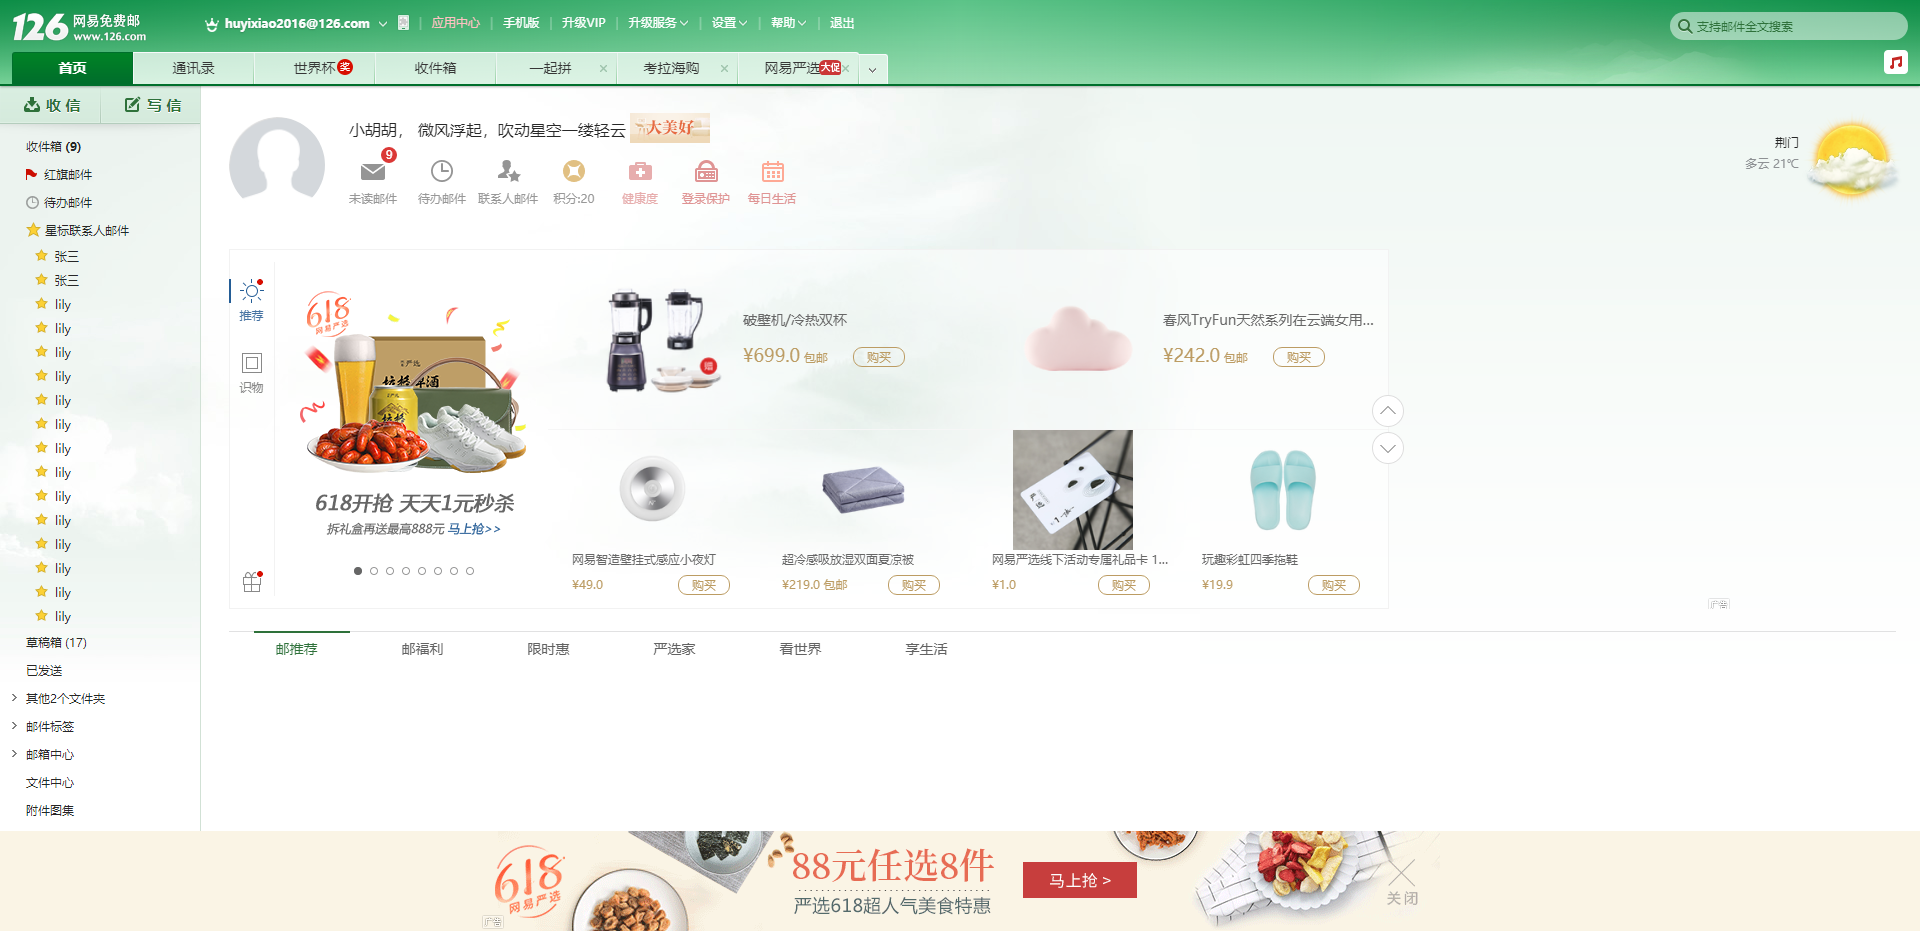 126 网易免费邮
www.126.com
huyixiao2016@126.com
应用中心 | 手机版 | 升级VIP | 升级服务 | 设置 | 帮助 | 退出
支持邮件全文搜索
首页 通讯录 世界杯 奖 收件箱 一起拼 × 考拉海购 × 网易严选 大促 ×
收信 写信
收件箱 (9)
红旗邮件
待办邮件
星标联系人邮件
张三
张三
lily
lily
lily
lily
lily
lily
lily
lily
lily
lily
lily
lily
lily
lily
草稿箱 (17)
已发送
其他2个文件夹
邮件标签
邮箱中心
文件中心
附件图集
小胡胡， 微风浮起，吹动星空一缕轻云 大美好
9
未读邮件 待办邮件 联系人邮件 积分:20 健康度 登录保护 每日生活
荆门
多云 21℃
推荐
识物
618
网易严选
618开抢 天天1元秒杀
拆礼盒再送最高888元 马上抢>>
赠
破壁机/冷热双杯
¥699.0 包邮 购买
春风TryFun天然系列在云端女用...
¥242.0 包邮 购买
网易智造壁挂式感应小夜灯
¥49.0 购买
超冷感吸放湿双面夏凉被
¥219.0 包邮 购买
网易严选线下活动专属礼品卡 1...
¥1.0 购买
玩趣彩虹四季拖鞋
¥19.9 购买
广告
邮推荐 邮福利 限时惠 严选家 看世界 享生活
618
网易严选
88元任选8件
严选618超人气美食特惠
马上抢 >
关闭
广告